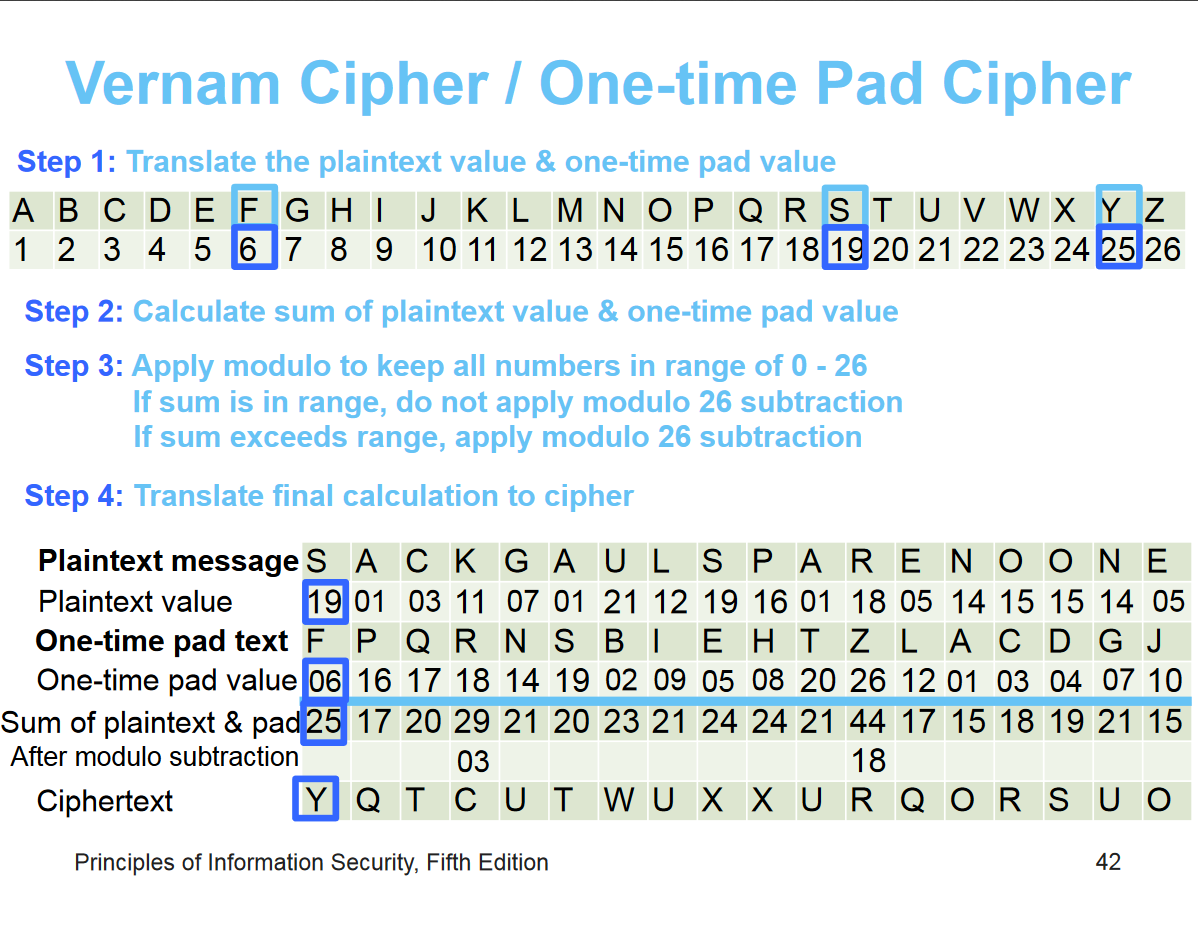 Vernam Cipher / One-time Pad Cipher
Step 1: Translate the plaintext value & one-time pad value
A B C D E F G H I J K L M N O P Q R S T U V W X Y Z
1 2 3 4 5 6 7 8 9 10 11 12 13 14 15 16 17 18 19 20 21 22 23 24 25 26
Step 2: Calculate sum of plaintext value & one-time pad value
Step 3: Apply modulo to keep all numbers in range of 0 - 26
If sum is in range, do not apply modulo 26 subtraction
If sum exceeds range, apply modulo 26 subtraction
Step 4: Translate final calculation to cipher
Plaintext message S A C K G A U L S P A R E N O O N E
Plaintext value 19 01 03 11 07 01 21 12 19 16 01 18 05 14 15 15 14 05
One-time pad text F P Q R N S B I E H T Z L A C D G J
One-time pad value 06 16 17 18 14 19 02 09 05 08 20 26 12 01 03 04 07 10
Sum of plaintext & pad 25 17 20 29 21 20 23 21 24 24 21 44 17 15 18 19 21 15
After modulo subtraction 03 18
Ciphertext Y Q T C U T W U X X U R Q O R S U O
Principles of Information Security, Fifth Edition 42